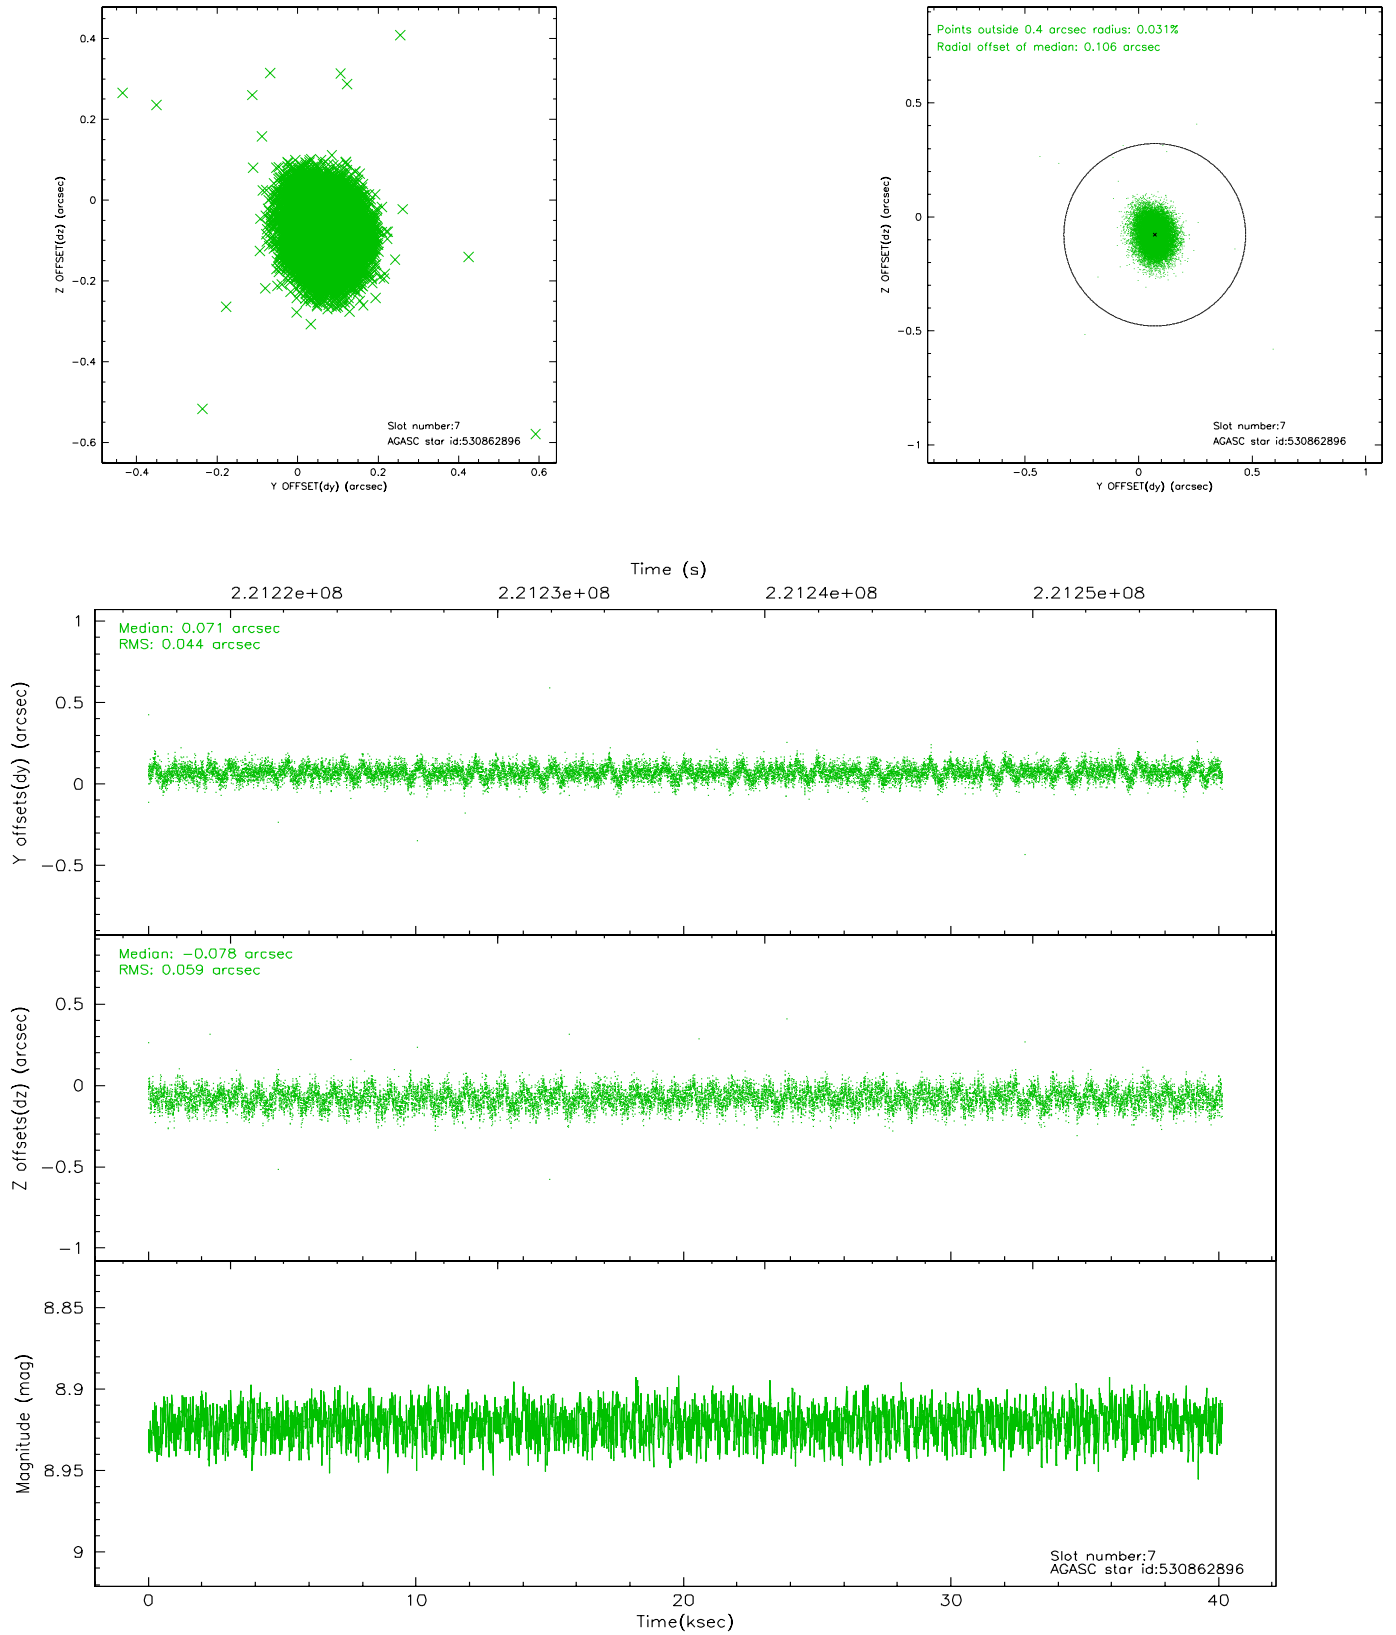 0.4
0.2
0
−0.2
−0.4
−0.6
Z OFFSET(dz) (arcsec)
Slot number:7
AGASC star id:530862896
−0.4 −0.2 0 0.2 0.4 0.6
Y OFFSET(dy) (arcsec)
Points outside 0.4 arcsec radius: 0.031%
Radial offset of median: 0.106 arcsec
0.5
0
−0.5
−1
Z OFFSET(dz) (arcsec)
Slot number:7
AGASC star id:530862896
−0.5 0 0.5 1
Y OFFSET(dy) (arcsec)
Time (s)
2.2122e+08 2.2123e+08 2.2124e+08 2.2125e+08
Median: 0.071 arcsec
RMS: 0.044 arcsec
1
0.5
0
−0.5
Y offsets(dy) (arcsec)
Median: −0.078 arcsec
RMS: 0.059 arcsec
0.5
0
−0.5
−1
Z offsets(dz) (arcsec)
8.85
8.9
8.95
9
Magnitude (mag)
Slot number:7
AGASC star id:530862896
0 10 20 30 40
Time(ksec)